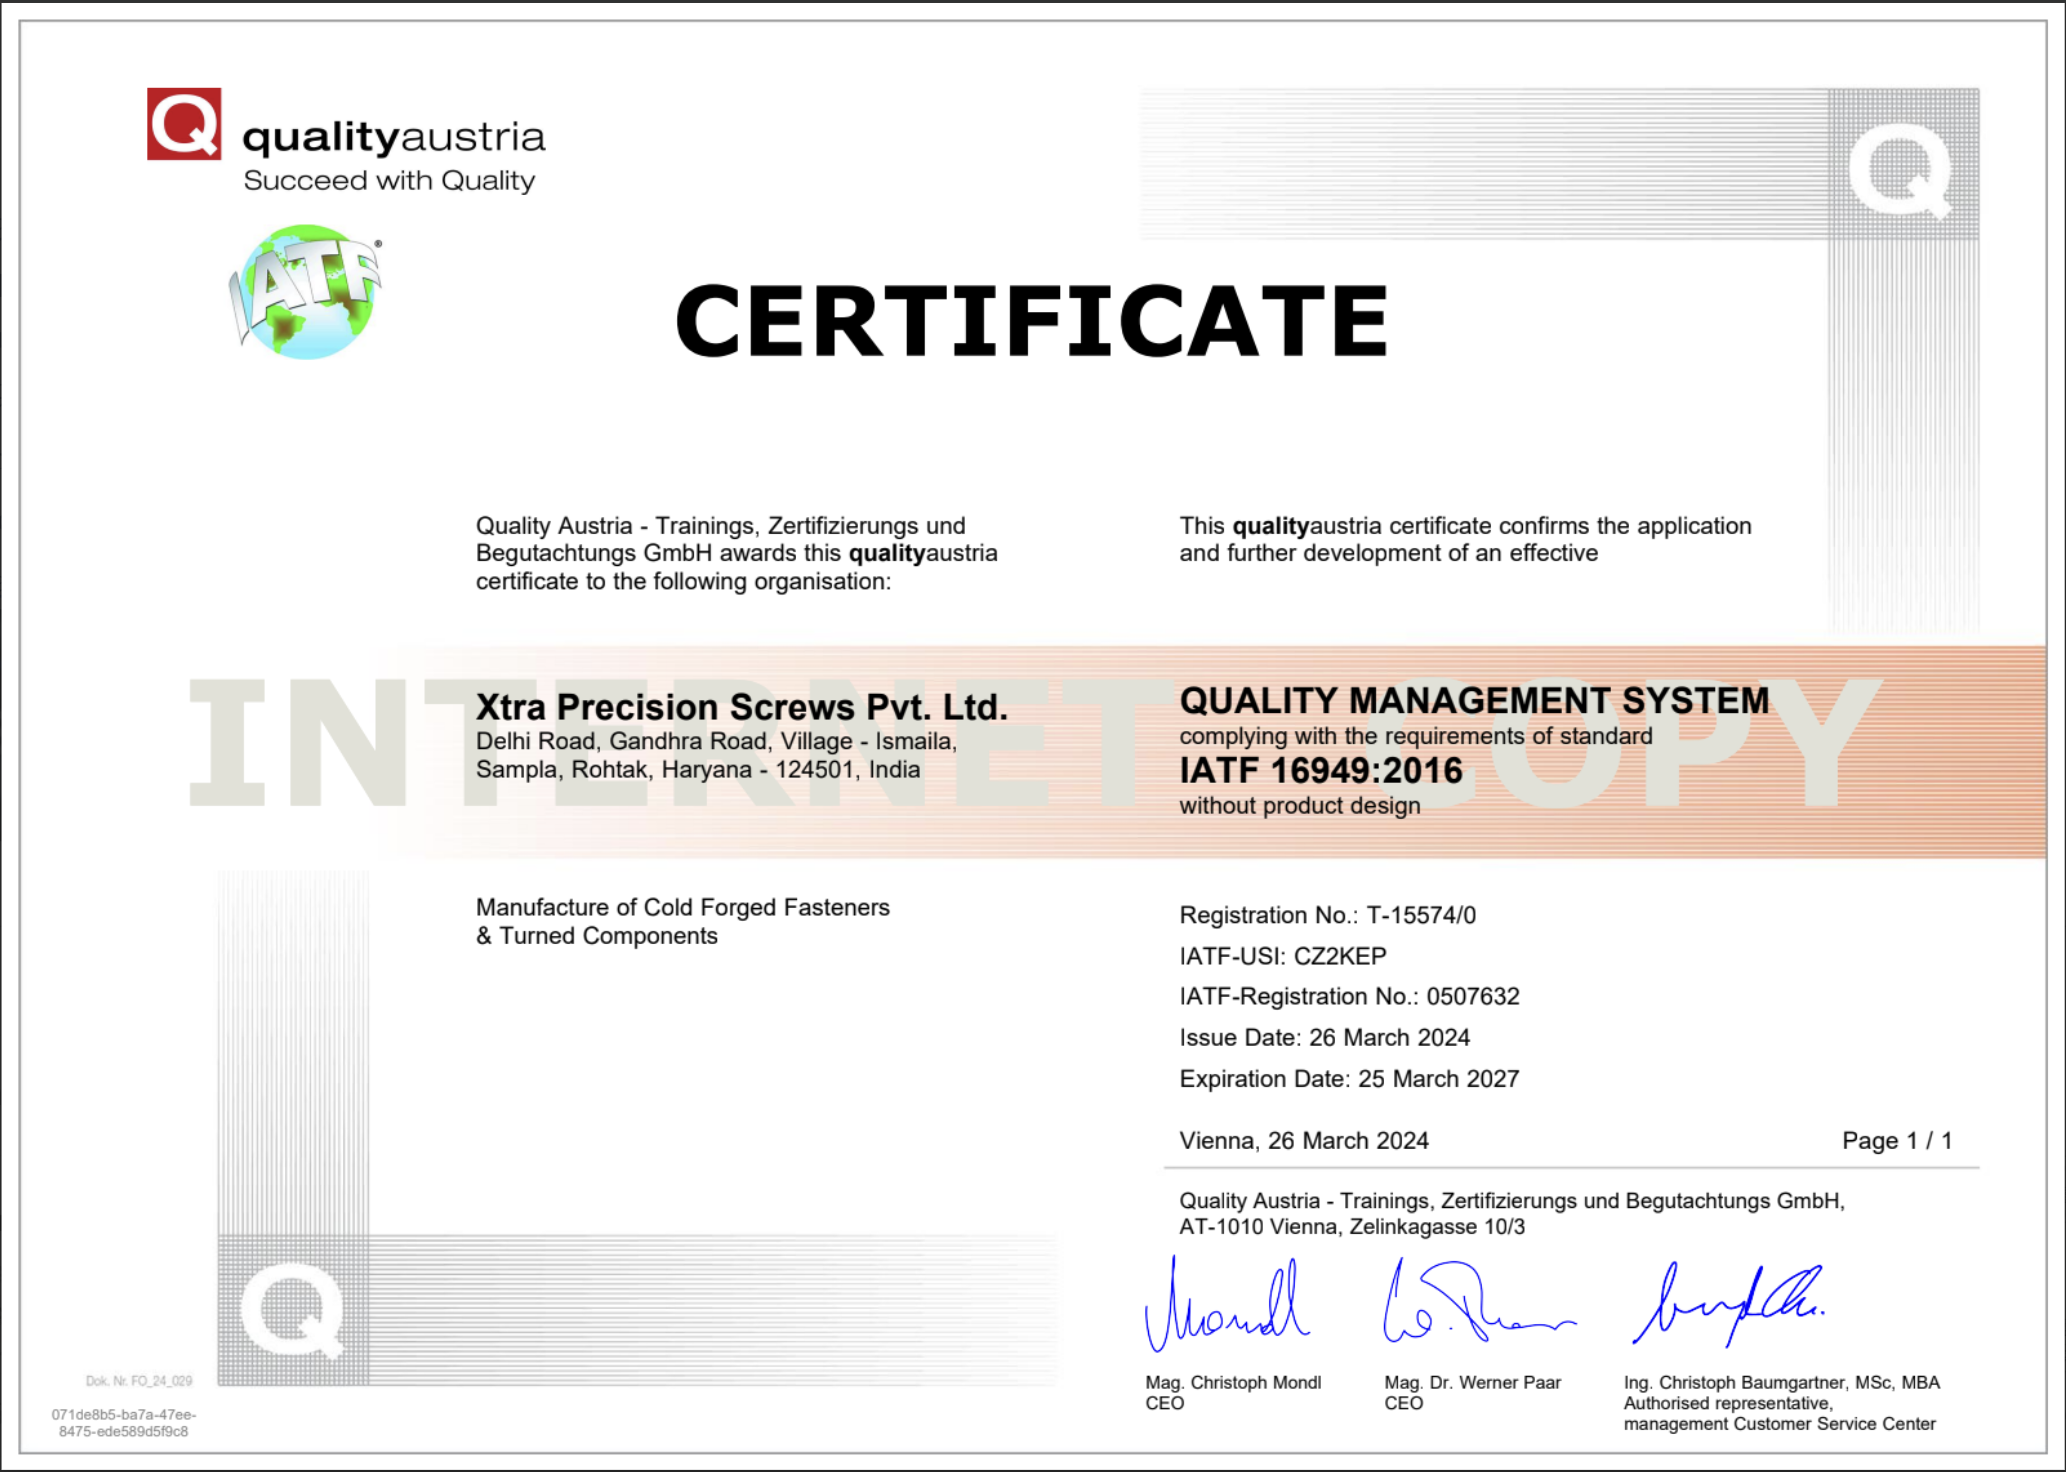 Q
qualityaustria
Succeed with Quality
Q
IATF®
CERTIFICATE
Quality Austria - Trainings, Zertifizierungs und
Begutachtungs GmbH awards this qualityaustria
certificate to the following organisation:
This qualityaustria certificate confirms the application
and further development of an effective
INTERNET COPY
Xtra Precision Screws Pvt. Ltd.
Delhi Road, Gandhra Road, Village - Ismaila,
Sampla, Rohtak, Haryana - 124501, India
QUALITY MANAGEMENT SYSTEM
complying with the requirements of standard
IATF 16949:2016
without product design
Manufacture of Cold Forged Fasteners
& Turned Components
Registration No.: T-15574/0
IATF-USI: CZ2KEP
IATF-Registration No.: 0507632
Issue Date: 26 March 2024
Expiration Date: 25 March 2027
Vienna, 26 March 2024
Page 1 / 1
Quality Austria - Trainings, Zertifizierungs und Begutachtungs GmbH,
AT-1010 Vienna, Zelinkagasse 10/3
Q
Mag. Christoph Mondl
CEO
Mag. Dr. Werner Paar
CEO
Ing. Christoph Baumgartner, MSc, MBA
Authorised representative,
management Customer Service Center
Dok. Nr. FO_24_029
071de8b5-ba7a-47ee-
8475-ede589d5f9c8